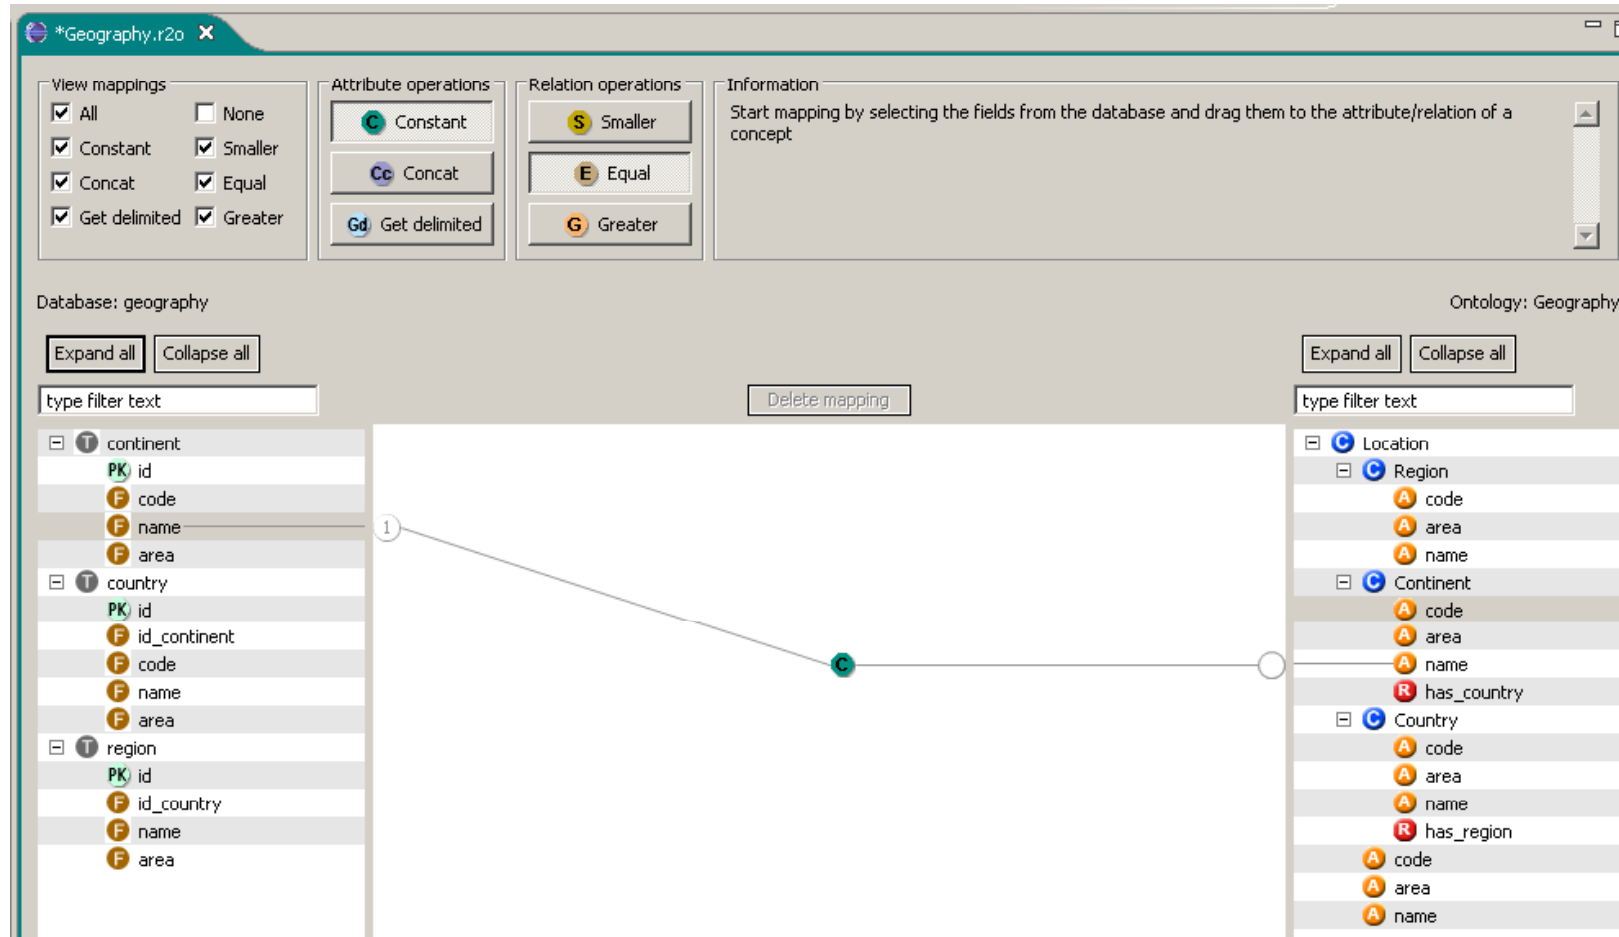 *Geography.r2o
View mappings
All
None
Constant
Smaller
Concat
Equal
Get delimited
Greater
Attribute operations
C Constant
Cc Concat
Gd Get delimited
Relation operations
S Smaller
E Equal
G Greater
Information
Start mapping by selecting the fields from the database and drag them to the attribute/relation of a
concept
Database: geography
Ontology: Geography
Expand all
Collapse all
Expand all
Collapse all
type filter text
Delete mapping
type filter text
T continent
PK id
F code
F name
F area
T country
PK id
F id_continent
F code
F name
F area
T region
PK id
F id_country
F name
F area
1
C
C Location
C Region
A code
A area
A name
C Continent
A code
A area
A name
R has_country
C Country
A code
A area
A name
R has_region
A code
A area
A name